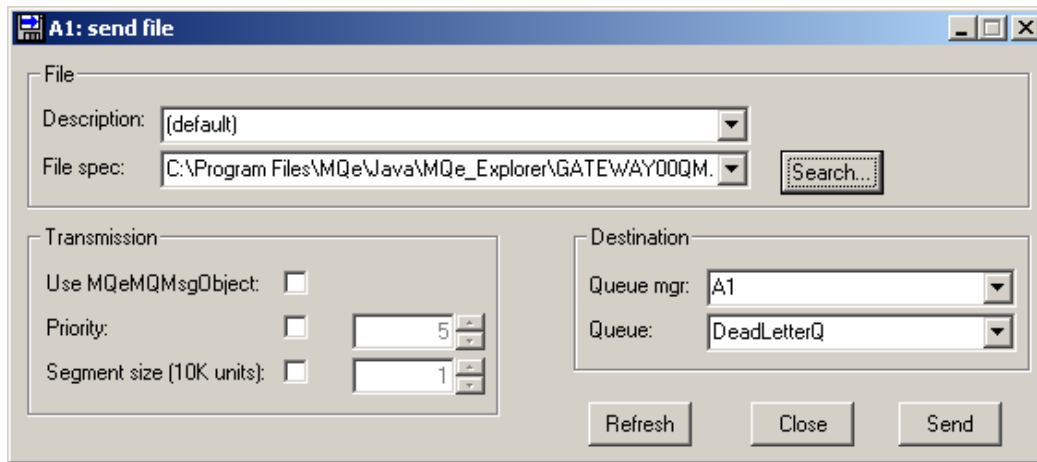 A1: send file
File
Description: (default)
File spec: C:\Program Files\MQe\Java\MQe_Explorer\GATEWAY00QM. Search...
Transmission
Use MQeMQMsgObject:
Priority: 5
Segment size (10K units): 1
Destination
Queue mgr: A1
Queue: DeadLetterQ
Refresh Close Send